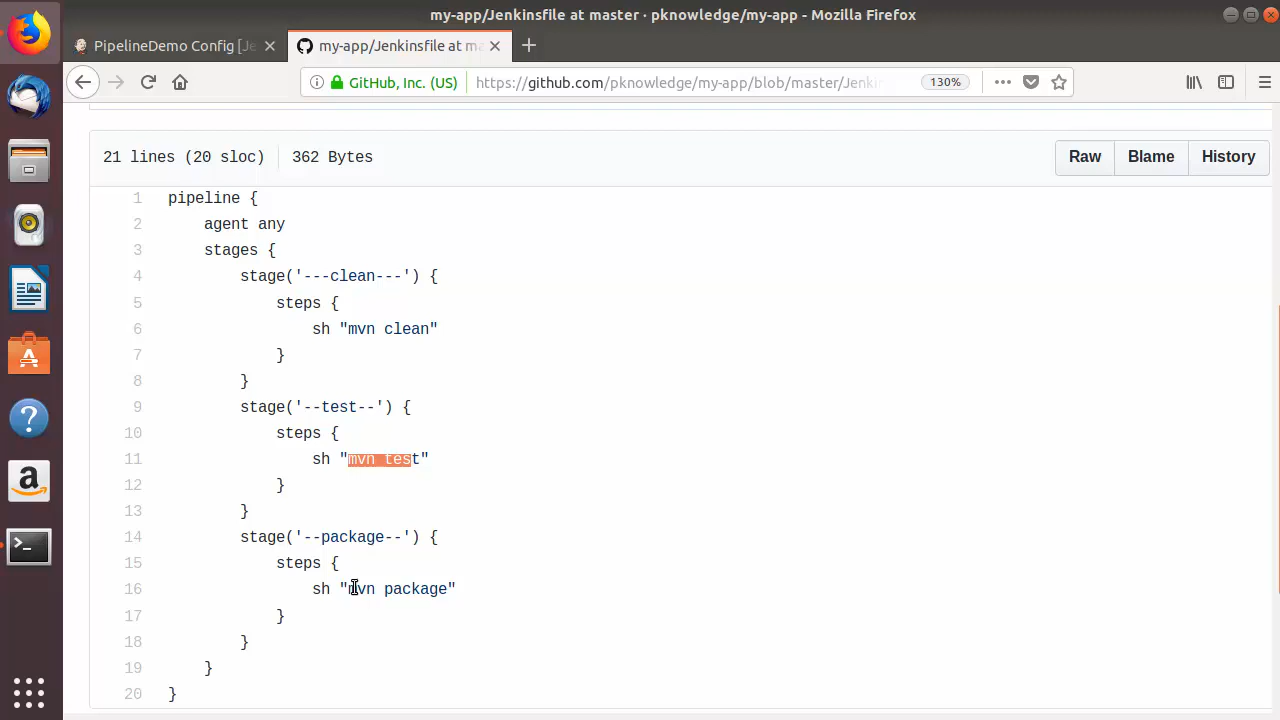 my-app/Jenkinsfile at master · pknowledge/my-app - Mozilla Firefox
PipelineDemo Config [Je
my-app/Jenkinsfile at ma
GitHub, Inc. (US)
https://github.com/pknowledge/my-app/blob/master/Jenki
130%
21 lines (20 sloc)
362 Bytes
Raw
Blame
History
1 pipeline {
2 agent any
3 stages {
4 stage('---clean---') {
5 steps {
6 sh "mvn clean"
7 }
8 }
9 stage('--test--') {
10 steps {
11 sh "mvn test"
12 }
13 }
14 stage('--package--') {
15 steps {
16 sh "mvn package"
17 }
18 }
19 }
20 }